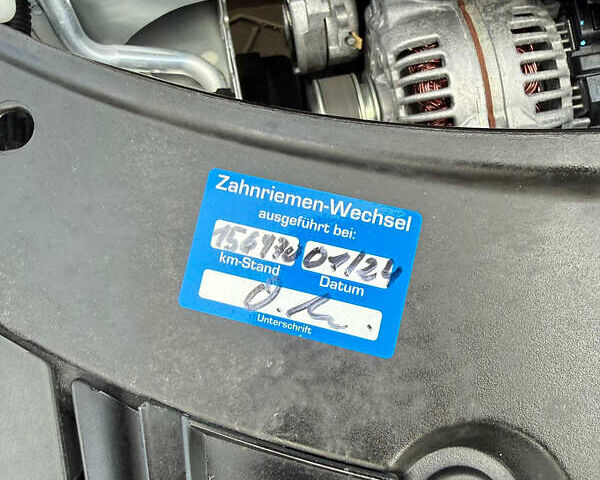 Zahnriemen-Wechsel
ausgeführt bei:
01/24
km-Stand Datum
Unterschrift